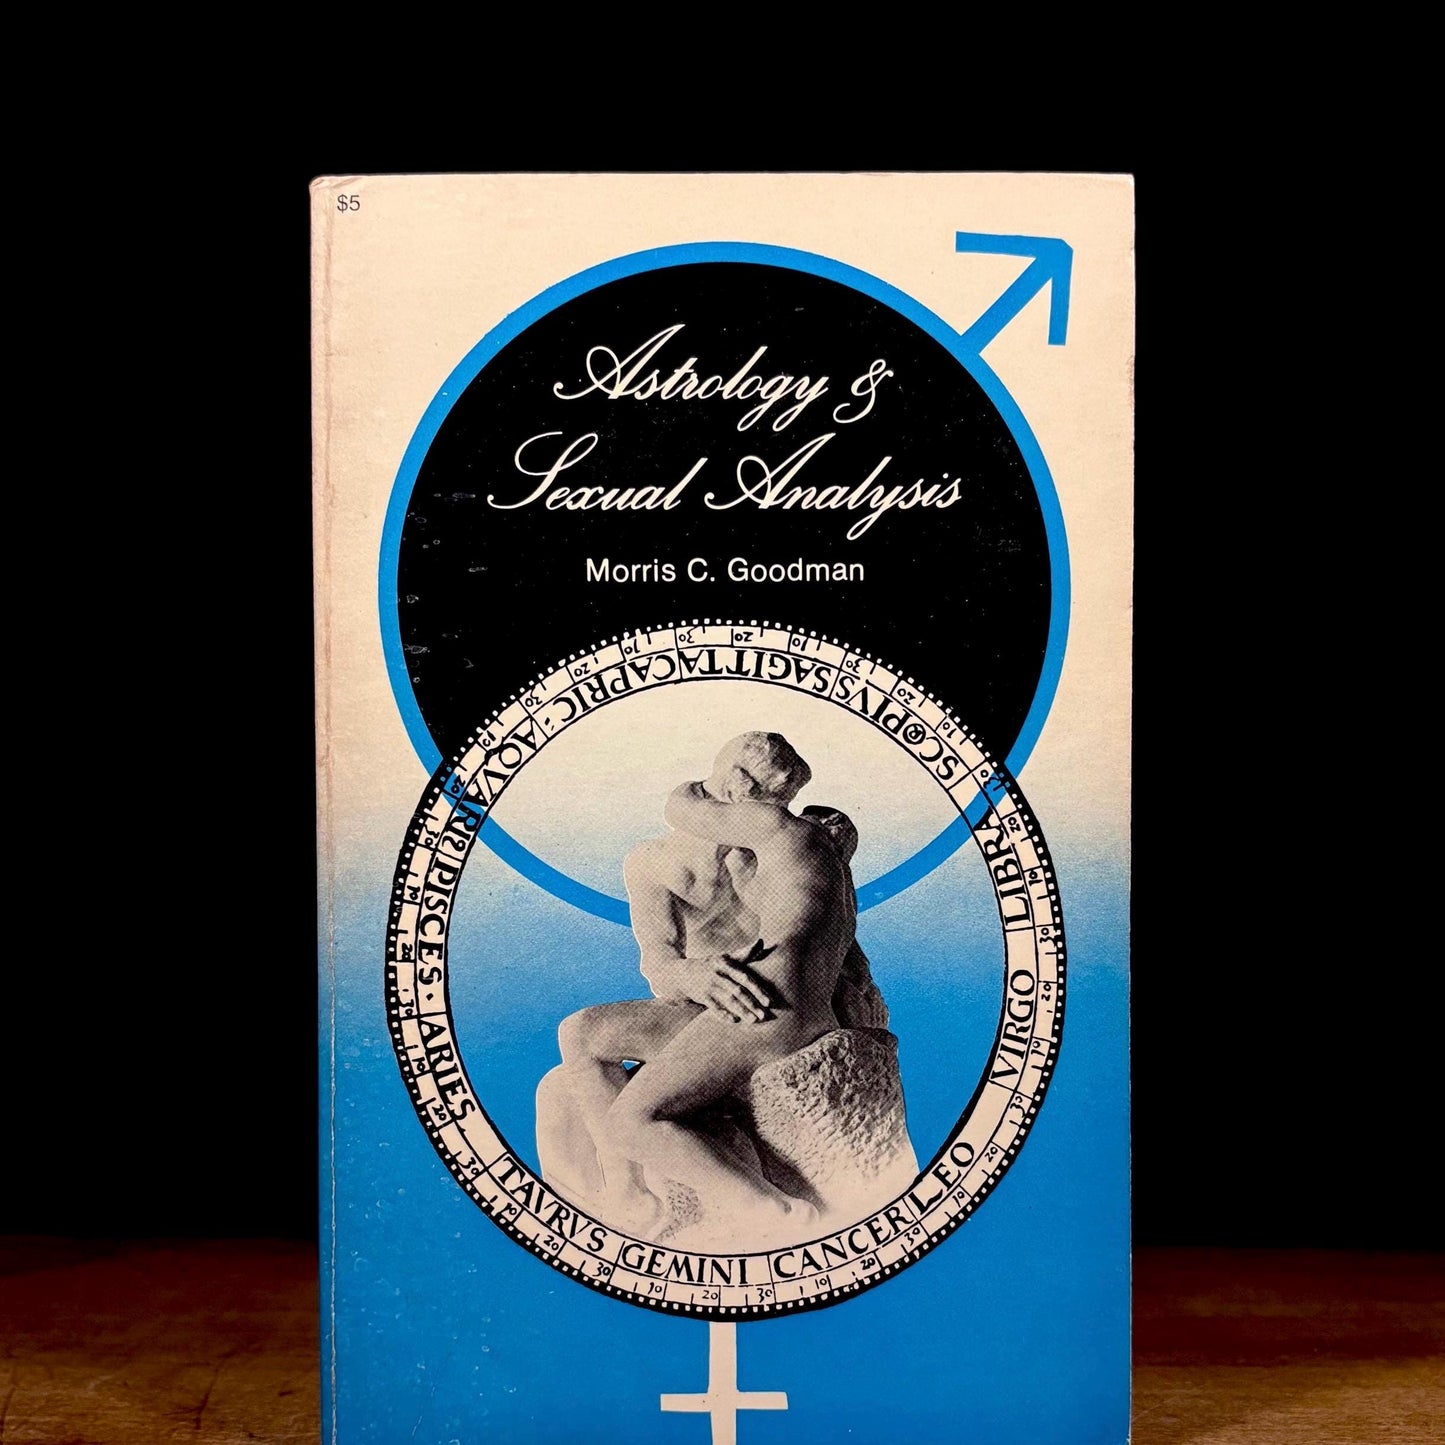 $5
Astrology &
Sexual Analysis
Morris C. Goodman
ARIES
TAVRVS
GEMINI
CANCER
LEO
VIRGO
LIBRA
SCORPIVS
SAGITTA
CAPRIC:
AQVARI
PISCES.